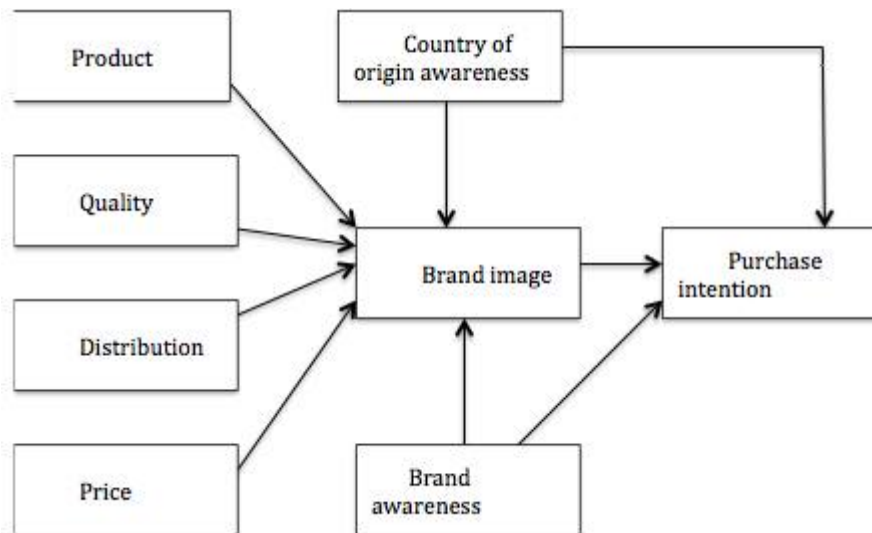 Product
Country of
origin awareness
Quality
Brand image
Purchase
intention
Distribution
Price
Brand
awareness